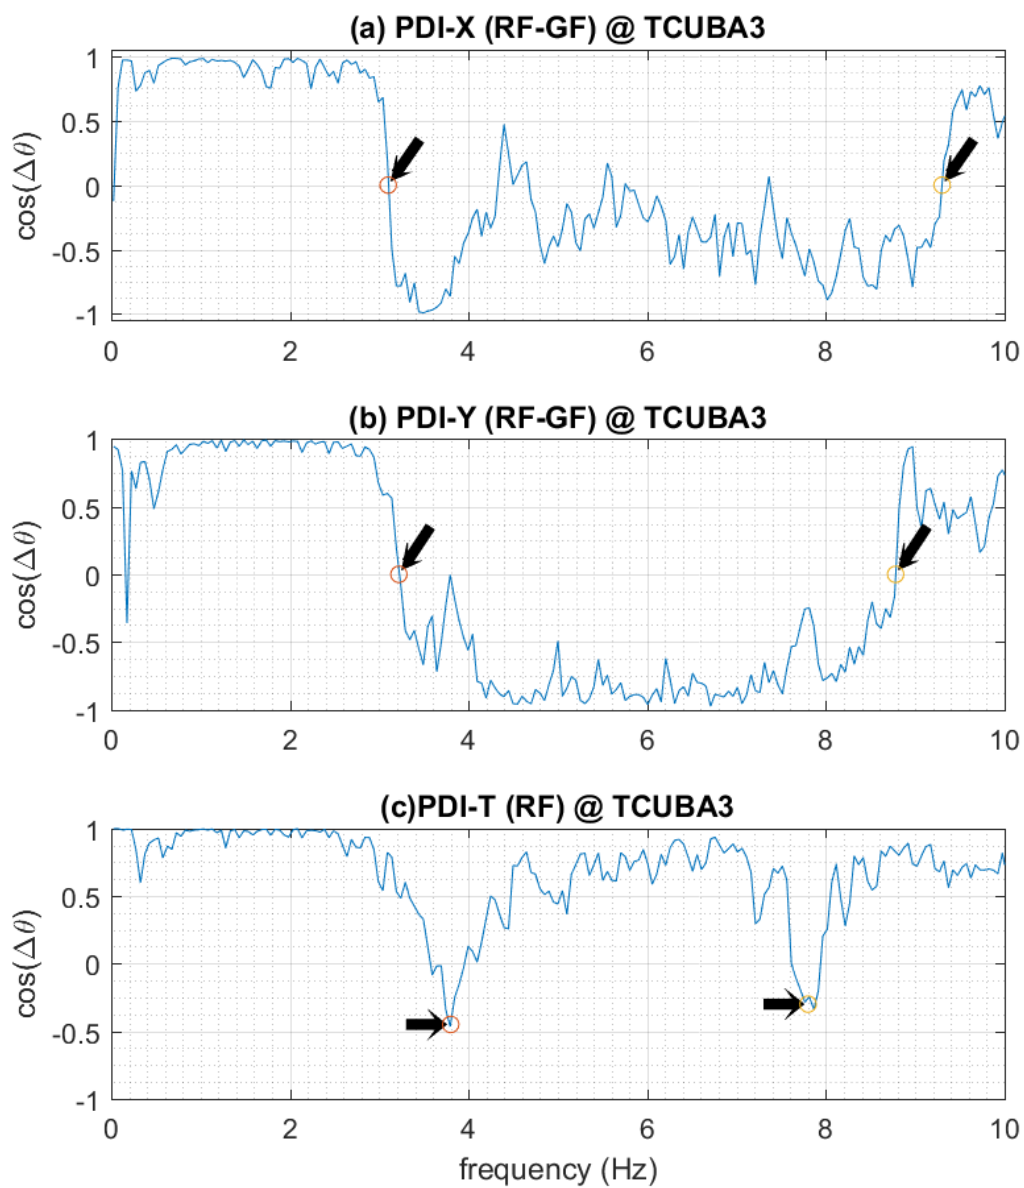 (a) PDI-X (RF-GF) @ TCUBA3
cos(Δθ)
1
0.5
0
-0.5
-1
0 2 4 6 8 10
(b) PDI-Y (RF-GF) @ TCUBA3
cos(Δθ)
1
0.5
0
-0.5
-1
0 2 4 6 8 10
(c)PDI-T (RF) @ TCUBA3
cos(Δθ)
1
0.5
0
-0.5
-1
0 2 4 6 8 10
frequency (Hz)